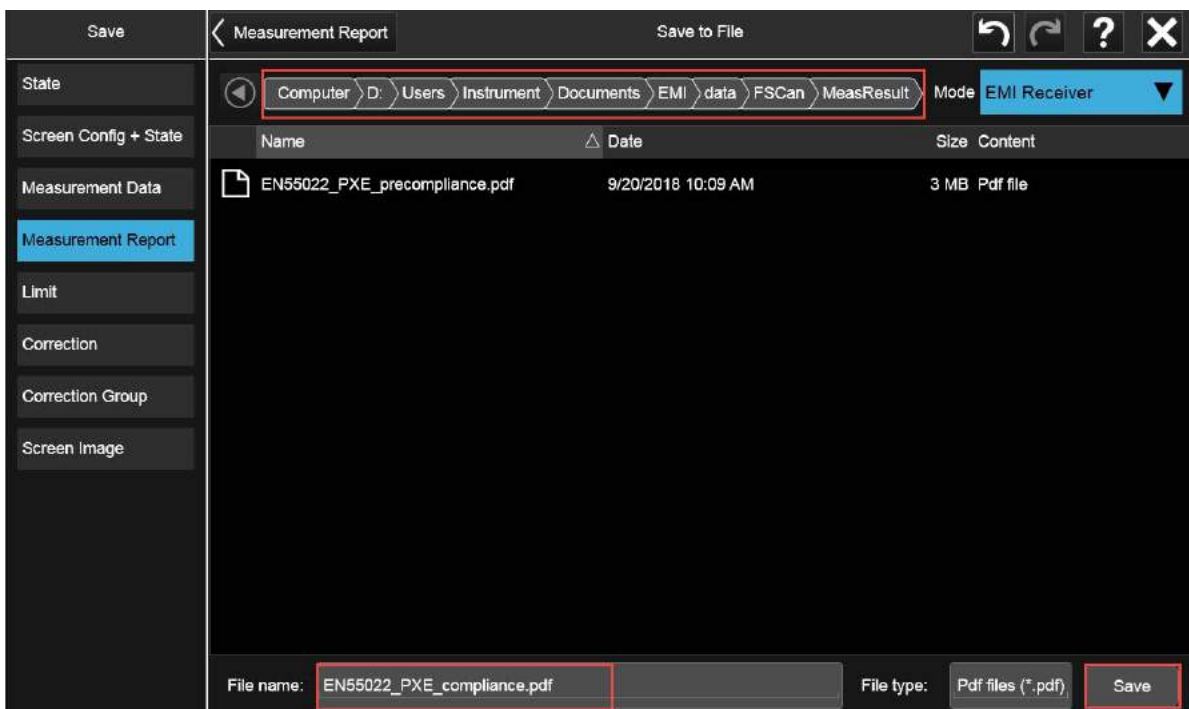 Save
Measurement Report
Save to File
?
State
Computer D: Users Instrument Documents EMI data FSCan MeasResult
Mode EMI Receiver
Screen Config + State
Name Date Size Content
Measurement Data
EN55022_PXE_precompliance.pdf 9/20/2018 10:09 AM 3 MB Pdf file
Measurement Report
Limit
Correction
Correction Group
Screen Image
File name: EN55022_PXE_compliance.pdf File type: Pdf files (*.pdf) Save